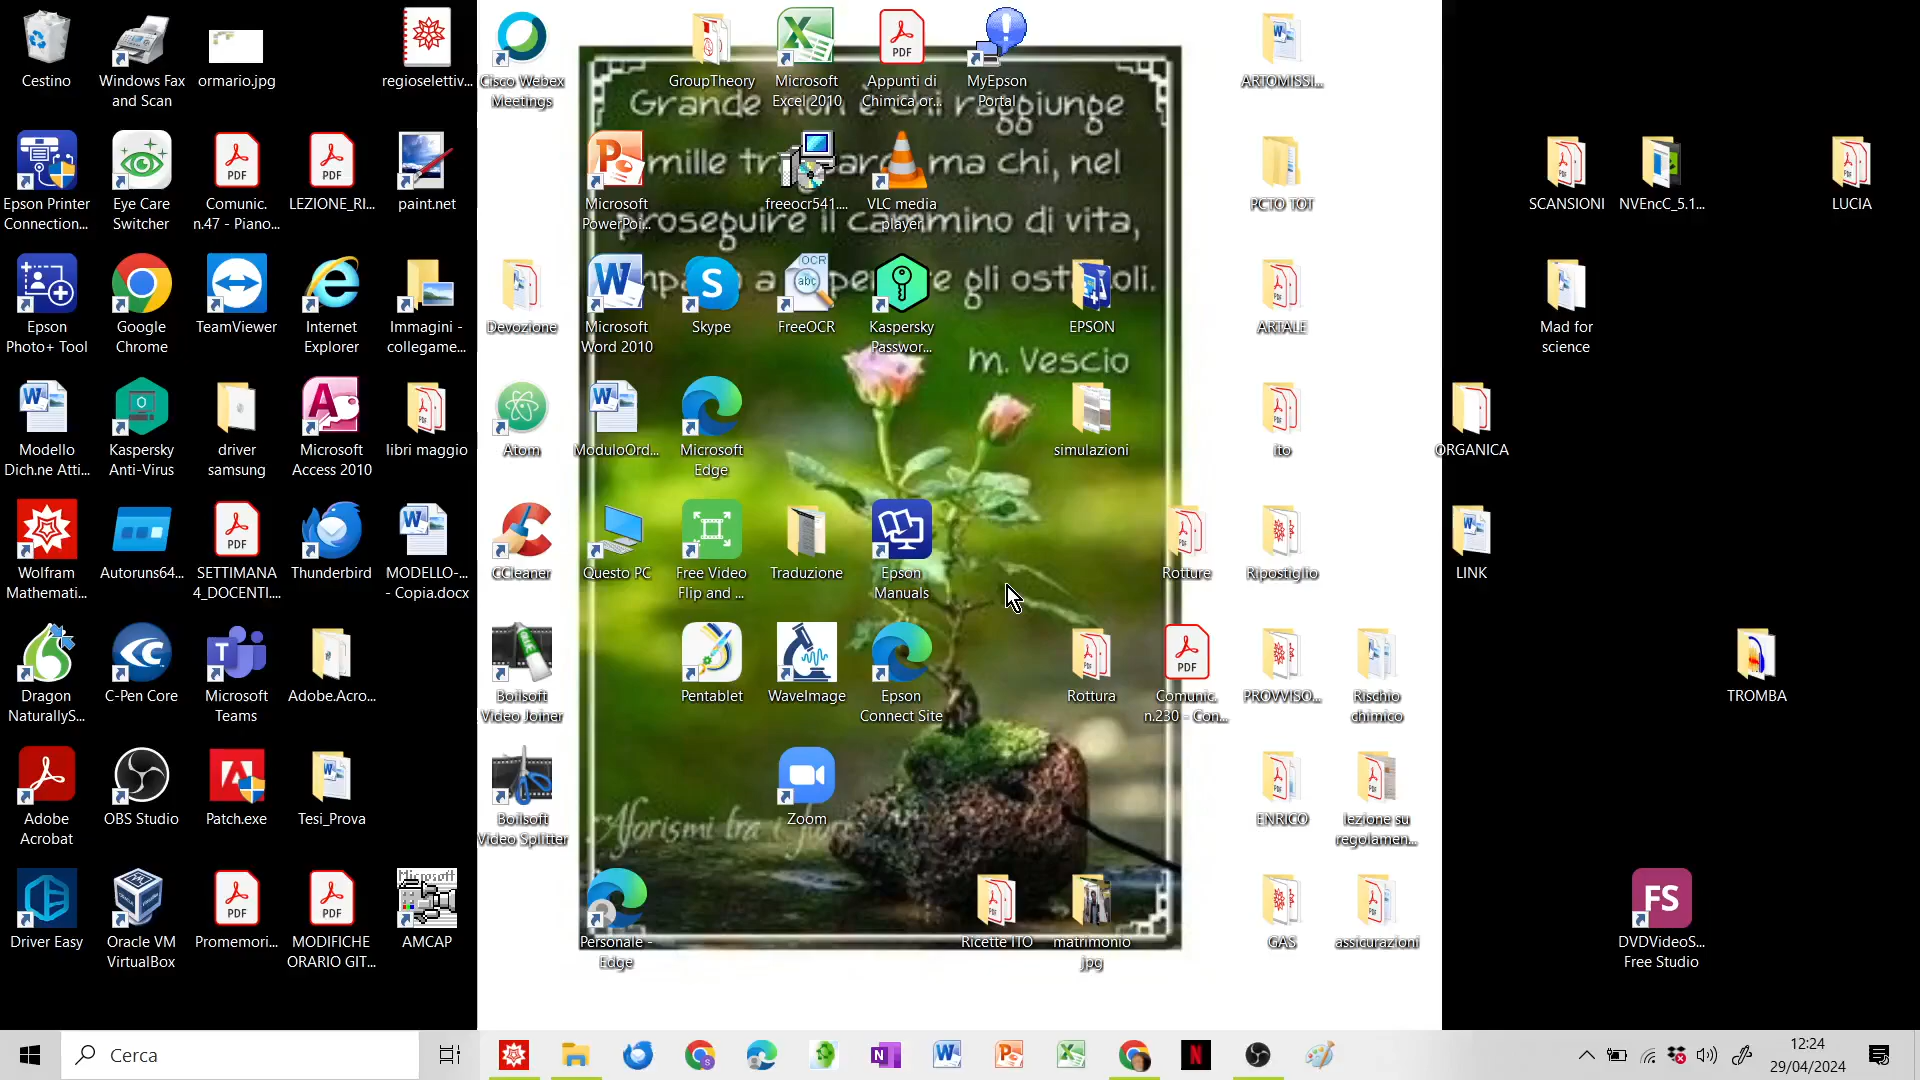 Cestino
Windows Fax and Scan
ormario.jpg
regioselettiv...
Cisco Webex Meetings
GroupTheory
Microsoft Excel 2010
Appunti di Chimica or...
MyEpson Portal
ARTOMISSI...
Grande non è chi raggiunge
Epson Printer Connection...
Eye Care Switcher
Comunic. n.47 - Piano...
LEZIONE_RI...
paint.net
Microsoft PowerPoi...
freeocr541....
VLC media player
PCTO TOT
SCANSIONI
NVEncC_5.1...
LUCIA
ma chi, nel
proseguire il cammino di vita,
gli
Epson Photo+ Tool
Google Chrome
TeamViewer
Internet Explorer
Immagini - collegame...
Devozione
Microsoft Word 2010
Skype
FreeOCR
Kaspersky Passwor...
EPSON
ARTALE
Mad for science
m. Vescio
Modello Dich.ne Atti...
Kaspersky Anti-Virus
driver samsung
Microsoft Access 2010
libri maggio
Atom
ModuloOrd...
Microsoft Edge
simulazioni
ito
ORGANICA
Wolfram Mathemati...
Autoruns64...
SETTIMANA 4_DOCENTI....
Thunderbird
MODELLO-... - Copia.docx
CCleaner
Questo PC
Free Video Flip and ...
Traduzione
Epson Manuals
Rotture
Ripostiglio
LINK
Dragon NaturallyS...
C-Pen Core
Microsoft Teams
Adobe.Acro...
Boilsoft Video Joiner
Pentablet
WaveImage
Epson Connect Site
Rottura
Comunic. n.230 - Con...
PROVVISO...
Rischio chimico
TROMBA
Adobe Acrobat
OBS Studio
Patch.exe
Tesi_Prova
Boilsoft Video Splitter
Zoom
ENRICO
lezione su regolamen...
Aforismi tra i
Driver Easy
Oracle VM VirtualBox
Promemori...
MODIFICHE ORARIO GIT...
AMCAP
Personale - Edge
Ricette ITO
matrimonio jpg
GAS
assicurazioni
DVDVideoS... Free Studio
Cerca
12:24
29/04/2024